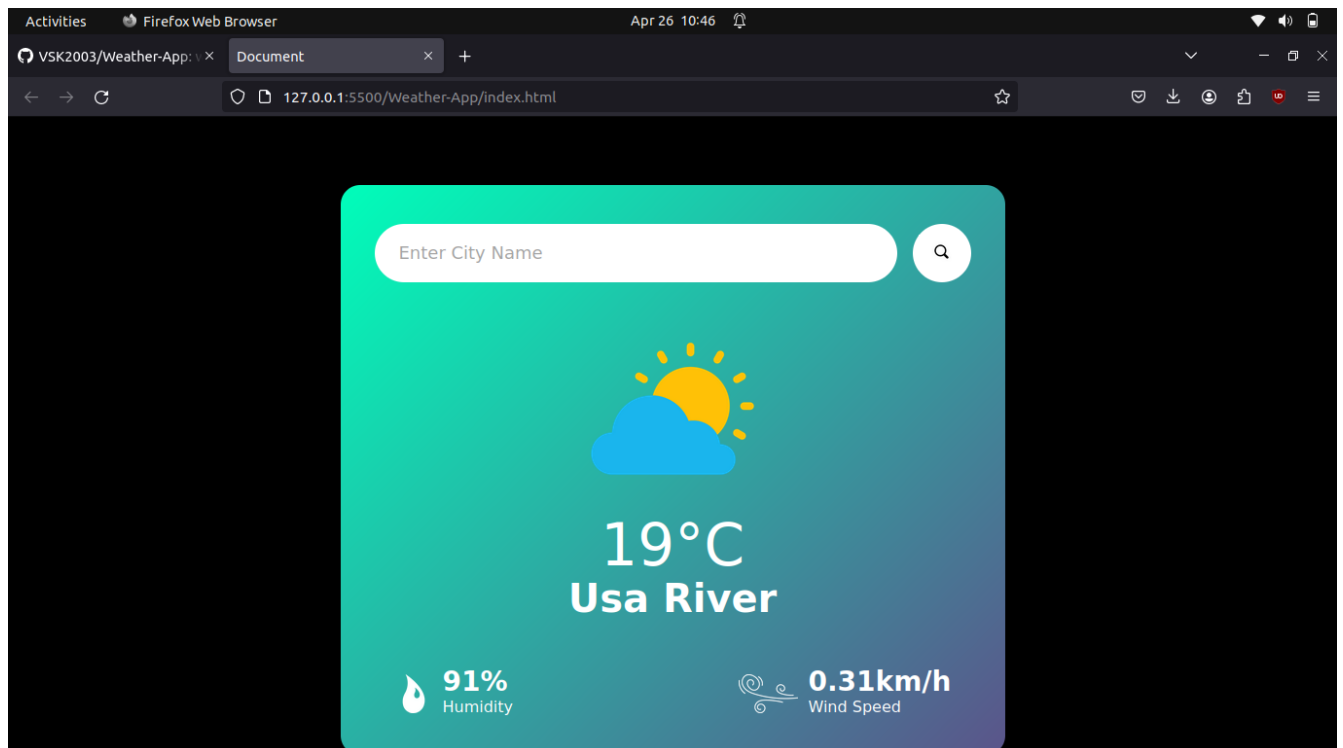 Activities Firefox Web Browser Apr 26 10:46
VSK2003/Weather-App: Document
127.0.0.1:5500/Weather-App/index.html
Enter City Name
19°C
Usa River
91% 0.31km/h
Humidity Wind Speed